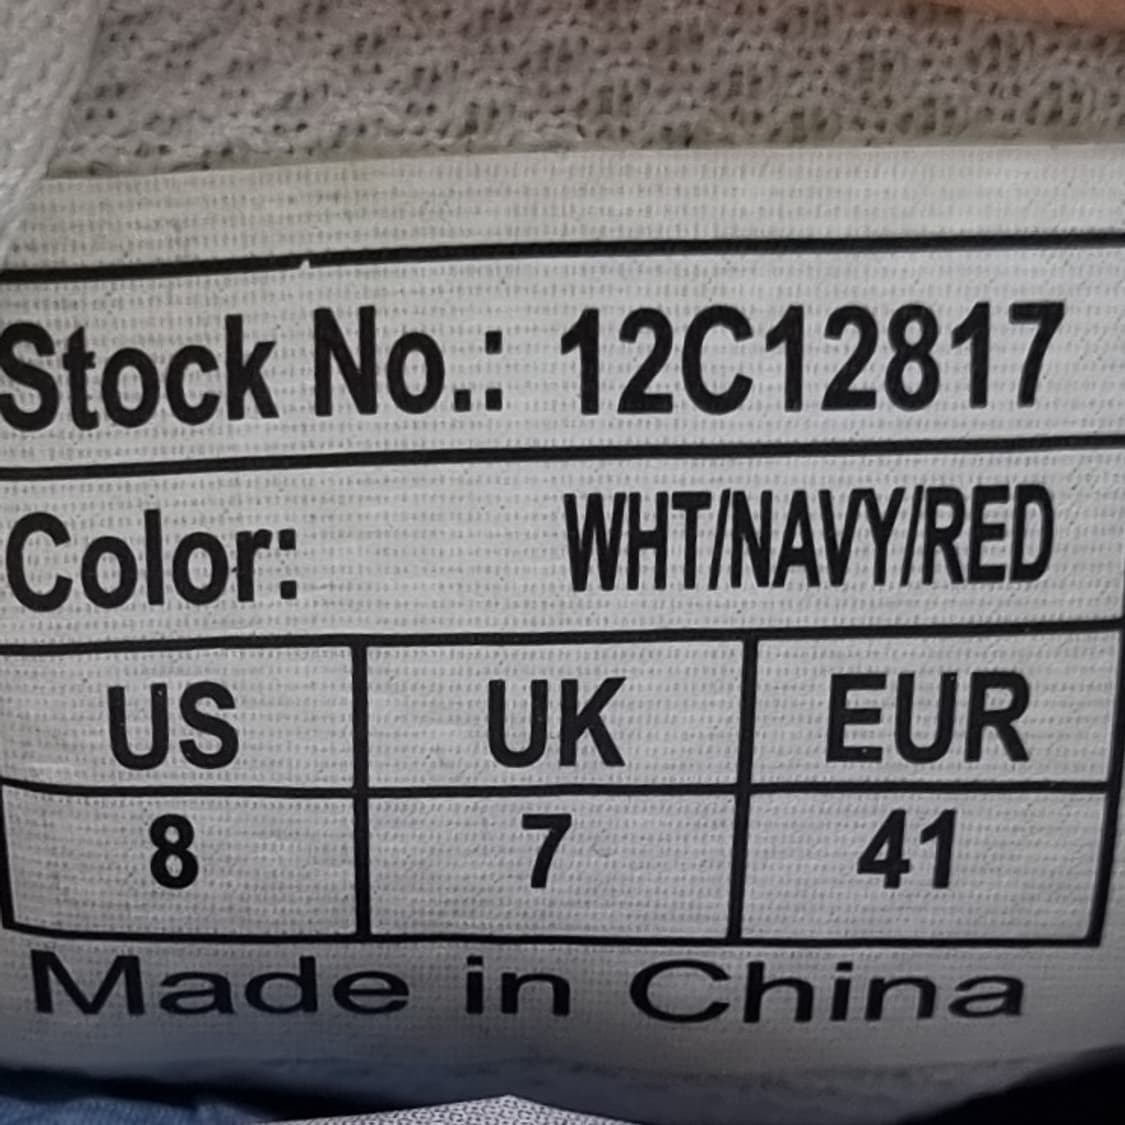 Stock No.: 12C12817
Color: WHT/NAVY/RED
US UK EUR
8 7 41
Made in China